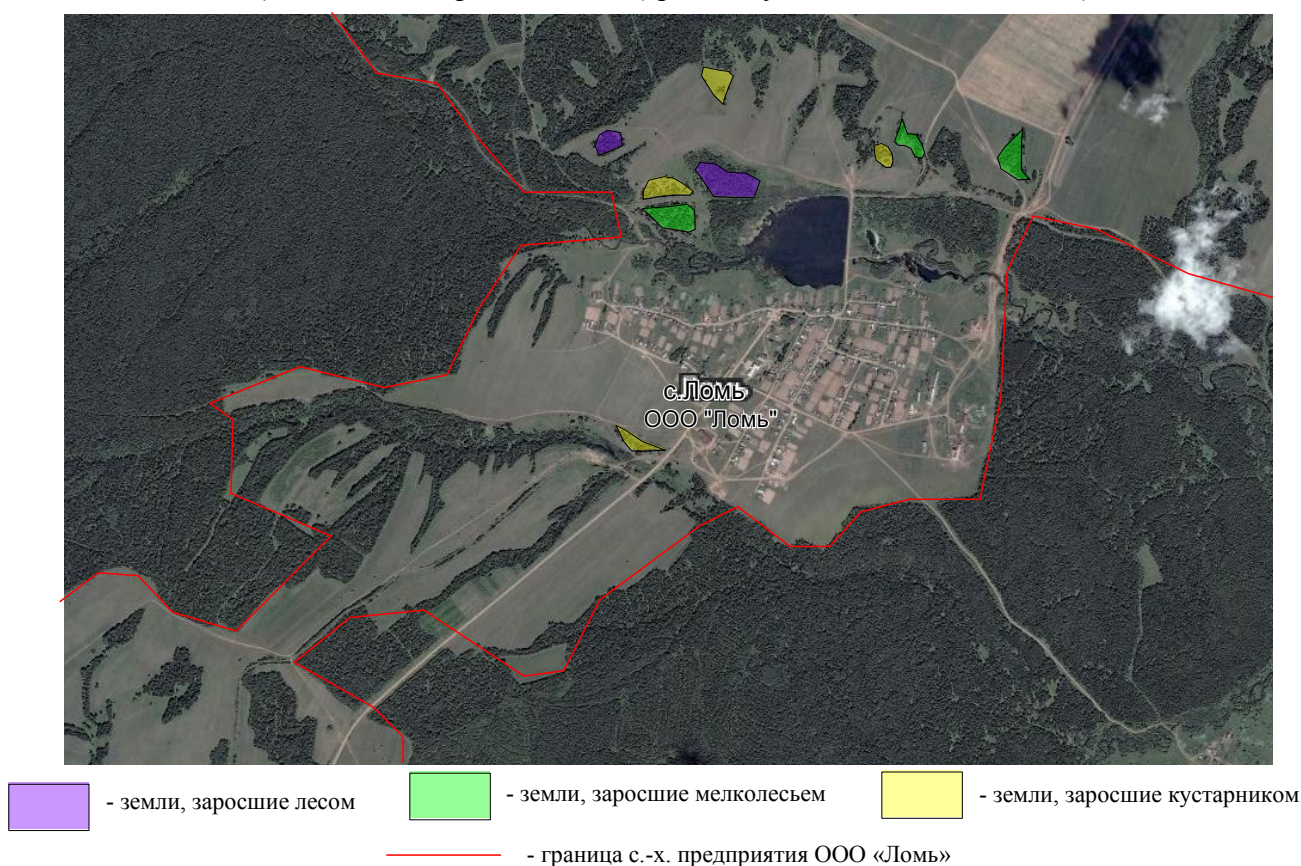 с.Ломь
ООО "Ломь"
- земли, заросшие лесом
- земли, заросшие мелколесьем
- земли, заросшие кустарником
- граница с.-х. предприятия ООО «Ломь»